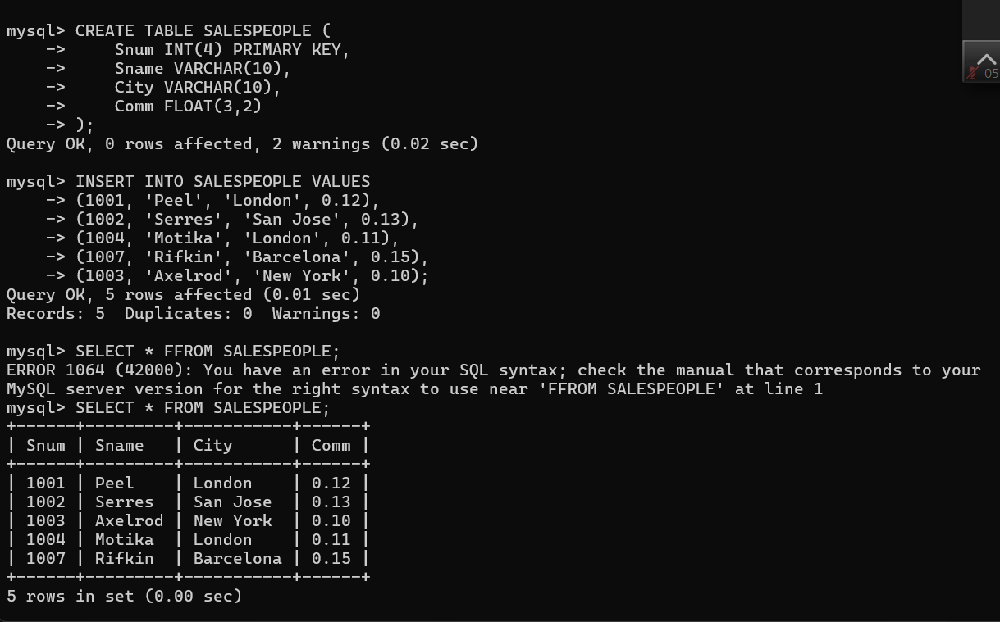 mysql> CREATE TABLE SALESPEOPLE (
    ->     Snum INT(4) PRIMARY KEY,
    ->     Sname VARCHAR(10),
    ->     City VARCHAR(10),
    ->     Comm FLOAT(3,2)
    -> );
Query OK, 0 rows affected, 2 warnings (0.02 sec)

mysql> INSERT INTO SALESPEOPLE VALUES
    -> (1001, 'Peel', 'London', 0.12),
    -> (1002, 'Serres', 'San Jose', 0.13),
    -> (1004, 'Motika', 'London', 0.11),
    -> (1007, 'Rifkin', 'Barcelona', 0.15),
    -> (1003, 'Axelrod', 'New York', 0.10);
Query OK, 5 rows affected (0.01 sec)
Records: 5  Duplicates: 0  Warnings: 0

mysql> SELECT * FFROM SALESPEOPLE;
ERROR 1064 (42000): You have an error in your SQL syntax; check the manual that corresponds to your
MySQL server version for the right syntax to use near 'FFROM SALESPEOPLE' at line 1
mysql> SELECT * FROM SALESPEOPLE;
+------+---------+-----------+------+
| Snum | Sname   | City      | Comm |
+------+---------+-----------+------+
| 1001 | Peel    | London    | 0.12 |
| 1002 | Serres  | San Jose  | 0.13 |
| 1003 | Axelrod | New York  | 0.10 |
| 1004 | Motika  | London    | 0.11 |
| 1007 | Rifkin  | Barcelona | 0.15 |
+------+---------+-----------+------+
5 rows in set (0.00 sec)
05